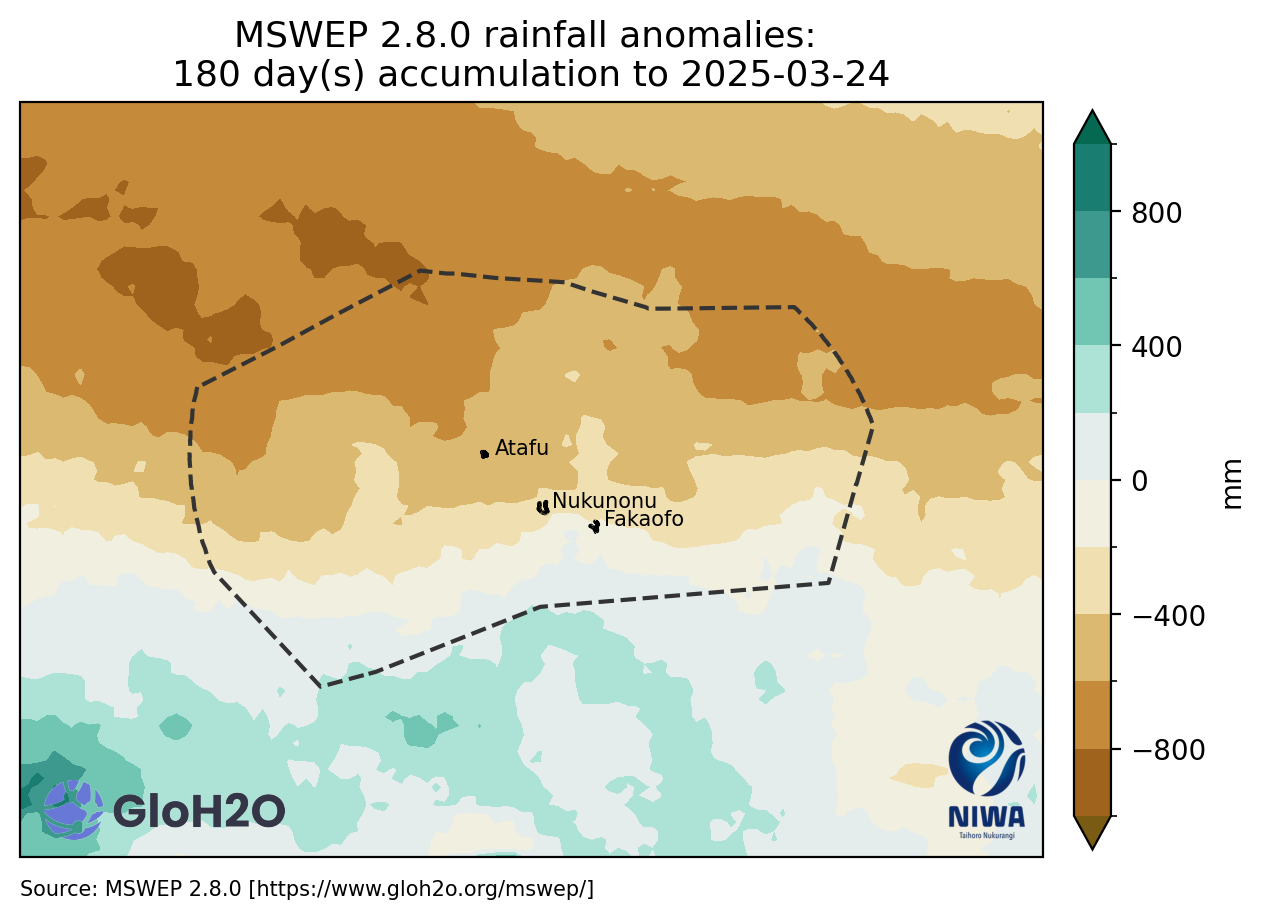 MSWEP 2.8.0 rainfall anomalies:
180 day(s) accumulation to 2025-03-24
800
400
0
−400
−800
mm
Atafu
Nukunonu
Fakaofo
GloH2O
NIWA
Taihoro Nukurangi
Source: MSWEP 2.8.0 [https://www.gloh2o.org/mswep/]